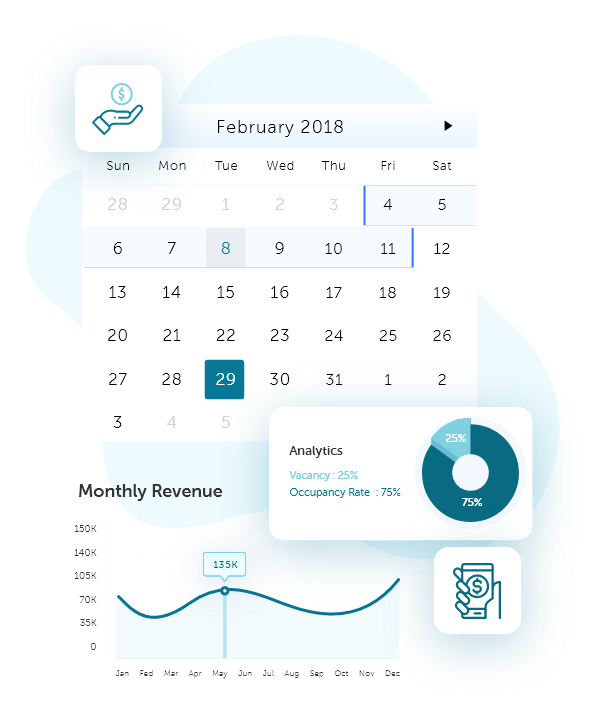 February 2018
Sun Mon Tue Wed Thu Fri Sat
28 29 1 2 3 4 5
6 7 8 9 10 11 12
13 14 15 16 17 18 19
20 21 22 23 24 25 26
27 28 29 30 31 1 2
3 4 5
Analytics
Vacancy : 25%
Occupancy Rate : 75%
25%
75%
Monthly Revenue
150K
140K
105K
70K
35K
0
135K
Jan Feb Mar Apr May Jun Jul Aug Sep Oct Nov Dec